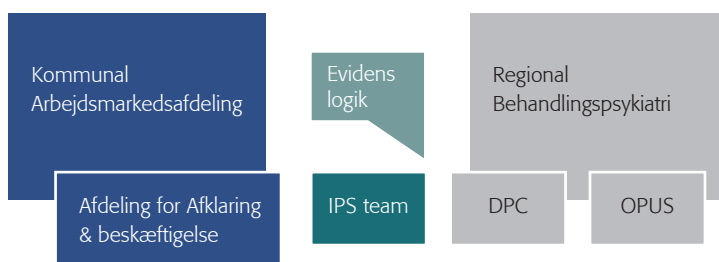 Kommunal
Arbejdsmarkedsafdeling
Evidens
logik
Regional
Behandlingspsykiatri
Afdeling for Afklaring
& beskæftigelse
IPS team
DPC
OPUS